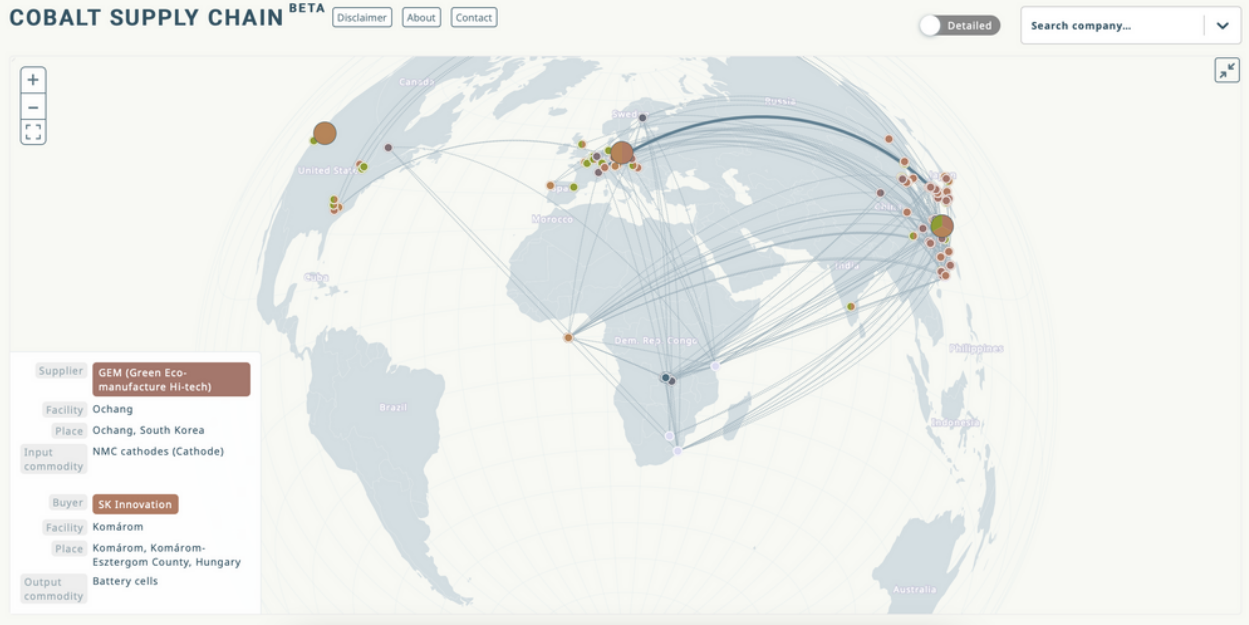 COBALT SUPPLY CHAIN BETA
Disclaimer
About
Contact
Detailed
Search company...
+
−
Canada
Russia
United
Morocco
Cuba
India
Dem. Rep. Congo
Philippines
Brazil
Indonesia
Australia
Supplier GEM (Green Eco-
manufacture Hi-tech)
Facility Ochang
Place Ochang, South Korea
Input
commodity NMC cathodes (Cathode)
Buyer SK Innovation
Facility Komárom
Place Komárom, Komárom-
Esztergom County, Hungary
Output
commodity Battery cells